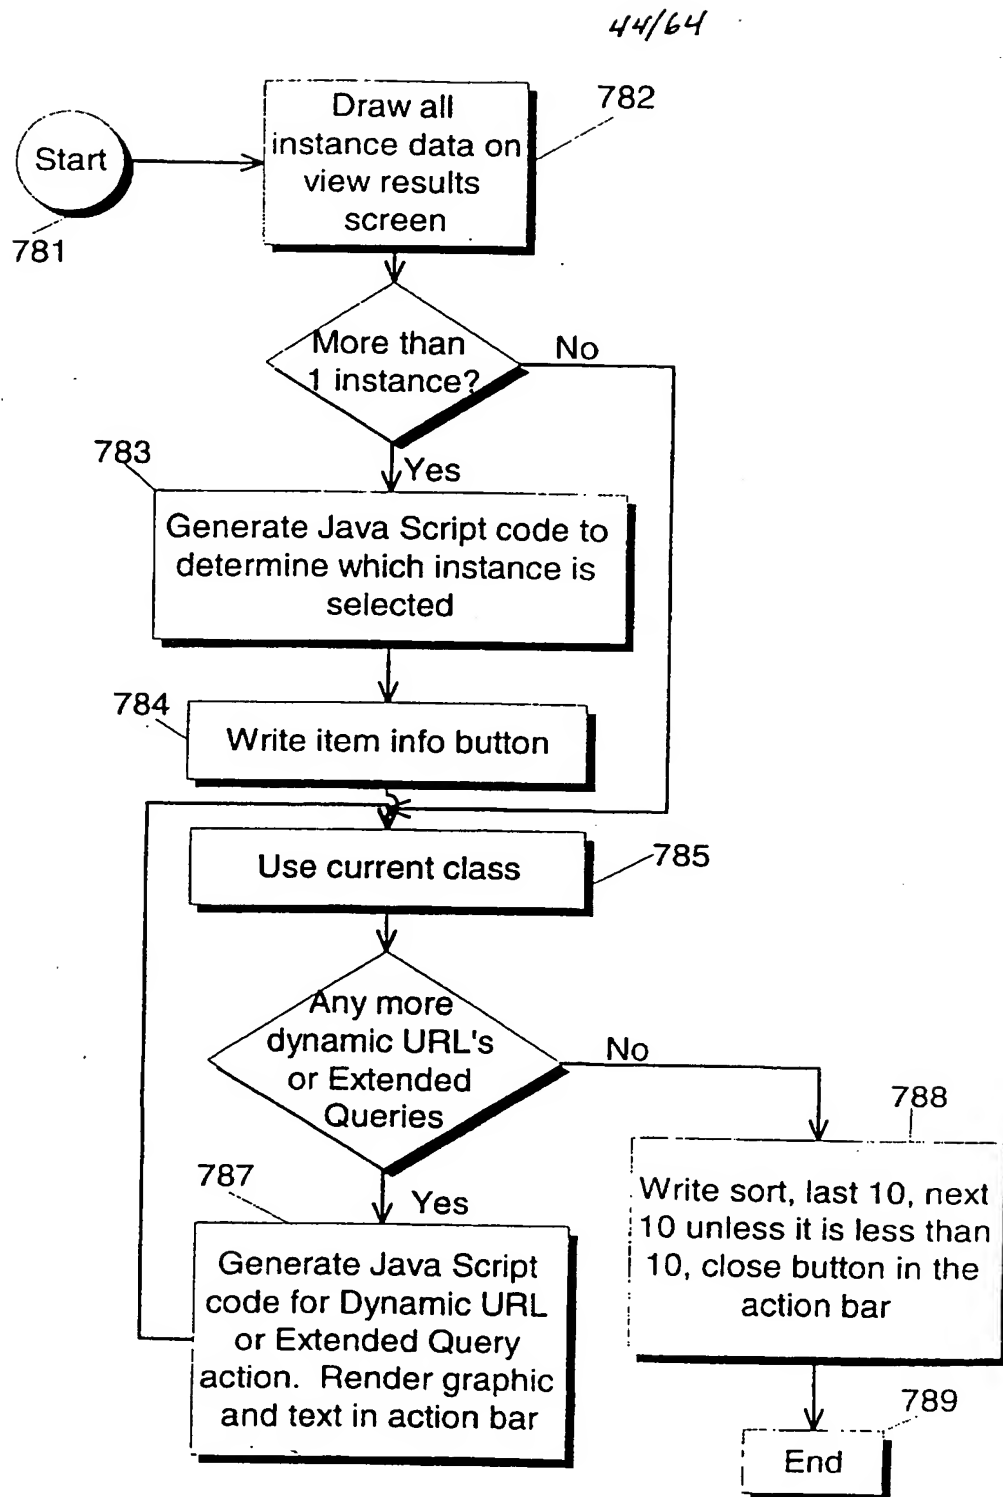 44/64
Start
781
Draw all
instance data on
view results
screen
782
More than
1 instance?
No
Yes
783
Generate Java Script code to
determine which instance is
selected
784
Write item info button
Use current class
785
Any more
dynamic URL's
or Extended
Queries
No
Yes
787
Generate Java Script
code for Dynamic URL
or Extended Query
action. Render graphic
and text in action bar
788
Write sort, last 10, next
10 unless it is less than
10, close button in the
action bar
789
End